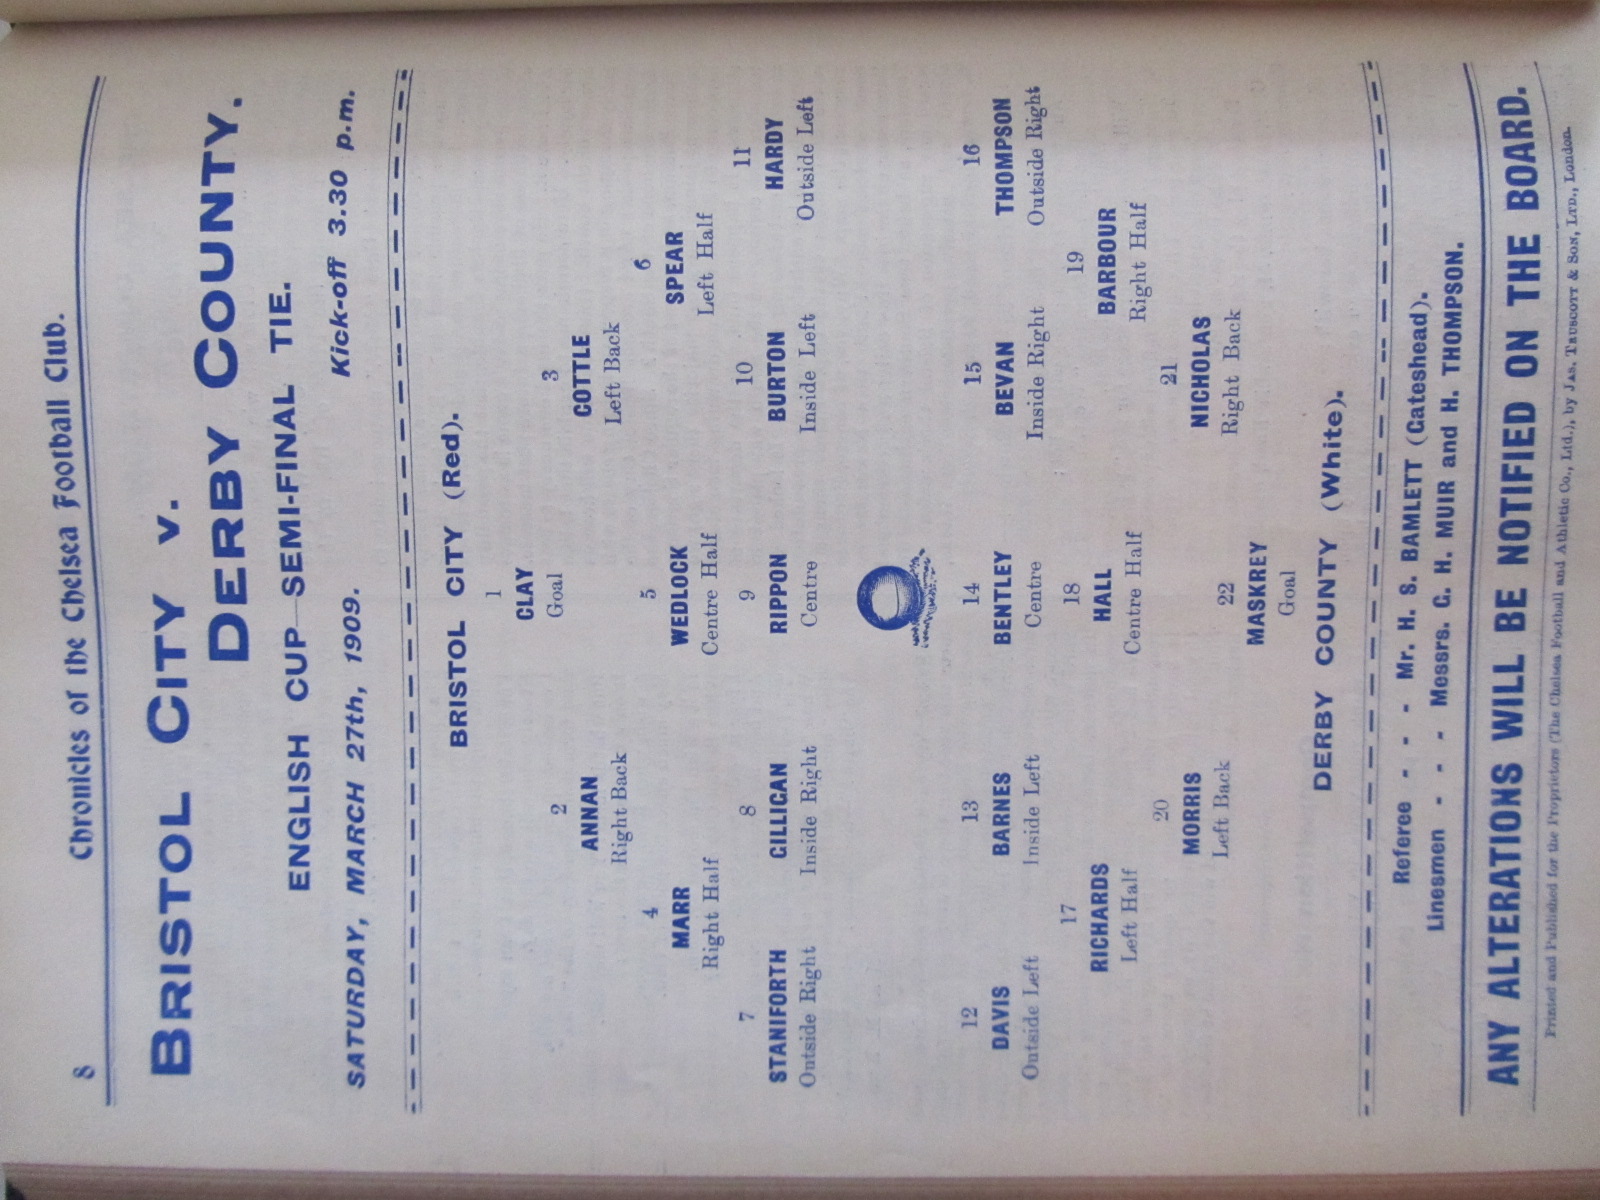 8 Chronicles of the Chelsea Football Club.
BRISTOL CITY v.
DERBY COUNTY.
ENGLISH CUP—SEMI-FINAL TIE.
SATURDAY, MARCH 27th, 1909. Kick-off 3.30 p.m.
BRISTOL CITY (Red).
1
CLAY
Goal
2 3
ANNAN COTTLE
Right Back Left Back
4 5 6
MARR WEDLOCK SPEAR
Right Half Centre Half Left Half
7 8 9 10 11
STANIFORTH GILLIGAN RIPPON BURTON HARDY
Outside Right Inside Right Centre Inside Left Outside Left
12 13 14 15 16
DAVIS BARNES BENTLEY BEVAN THOMPSON
Outside Left Inside Left Centre Inside Right Outside Right
17 18 19
RICHARDS HALL BARBOUR
Left Half Centre Half Right Half
20 21
MORRIS NICHOLAS
Left Back Right Back
22
MASKREY
Goal
DERBY COUNTY (White).
Referee - - - Mr. H. S. BAMLETT (Gateshead).
Linesmen - - - Messrs. G. H. MUIR and H. THOMPSON.
ANY ALTERATIONS WILL BE NOTIFIED ON THE BOARD.
Printed and Published for the Proprietors (The Chelsea Football and Athletic Co., Ltd.), by JAS. TRUSCOTT & SON, LTD., London.